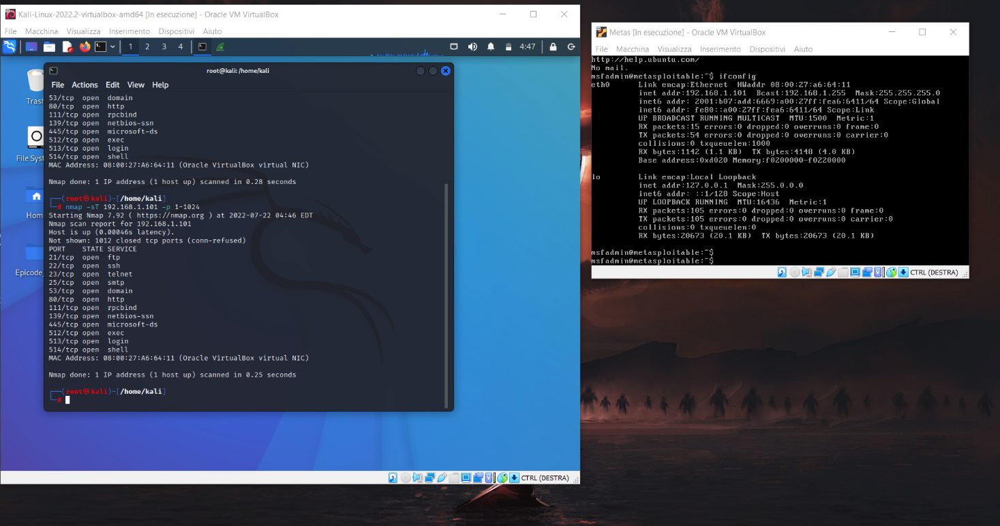 Kali-Linux-2022.2-virtualbox-amd64 [In esecuzione] - Oracle VM VirtualBox
File Macchina Visualizza Inserimento Dispositivi Aiuto
1 2 3 4 4:47
Trash
File Syst
Hom
Epicode_
root@kali: /home/kali
File Actions Edit View Help
53/tcp open domain
80/tcp open http
111/tcp open rpcbind
139/tcp open netbios-ssn
445/tcp open microsoft-ds
512/tcp open exec
513/tcp open login
514/tcp open shell
MAC Address: 08:00:27:A6:64:11 (Oracle VirtualBox virtual NIC)
Nmap done: 1 IP address (1 host up) scanned in 0.28 seconds
(root㉿kali)-[/home/kali]
# nmap -sT 192.168.1.101 -p 1-1024
Starting Nmap 7.92 ( https://nmap.org ) at 2022-07-22 04:46 EDT
Nmap scan report for 192.168.1.101
Host is up (0.00046s latency).
Not shown: 1012 closed tcp ports (conn-refused)
PORT STATE SERVICE
21/tcp open ftp
22/tcp open ssh
23/tcp open telnet
25/tcp open smtp
53/tcp open domain
80/tcp open http
111/tcp open rpcbind
139/tcp open netbios-ssn
445/tcp open microsoft-ds
512/tcp open exec
513/tcp open login
514/tcp open shell
MAC Address: 08:00:27:A6:64:11 (Oracle VirtualBox virtual NIC)
Nmap done: 1 IP address (1 host up) scanned in 0.25 seconds
(root㉿kali)-[/home/kali]
#
CTRL (DESTRA)
Metas [In esecuzione] - Oracle VM VirtualBox
File Macchina Visualizza Inserimento Dispositivi Aiuto
http://help.ubuntu.com/
No mail.
msfadmin@metasploitable:~$ ifconfig
eth0 Link encap:Ethernet HWaddr 08:00:27:a6:64:11
inet addr:192.168.1.101 Bcast:192.168.1.255 Mask:255.255.255.0
inet6 addr: 2001:b07:add:6669:a00:27ff:fea6:6411/64 Scope:Global
inet6 addr: fe80::a00:27ff:fea6:6411/64 Scope:Link
UP BROADCAST RUNNING MULTICAST MTU:1500 Metric:1
RX packets:15 errors:0 dropped:0 overruns:0 frame:0
TX packets:54 errors:0 dropped:0 overruns:0 carrier:0
collisions:0 txqueuelen:1000
RX bytes:1142 (1.1 KB) TX bytes:4148 (4.0 KB)
Base address:0xd020 Memory:f0200000-f0220000
lo Link encap:Local Loopback
inet addr:127.0.0.1 Mask:255.0.0.0
inet6 addr: ::1/128 Scope:Host
UP LOOPBACK RUNNING MTU:16436 Metric:1
RX packets:105 errors:0 dropped:0 overruns:0 frame:0
TX packets:105 errors:0 dropped:0 overruns:0 carrier:0
collisions:0 txqueuelen:0
RX bytes:20673 (20.1 KB) TX bytes:20673 (20.1 KB)
msfadmin@metasploitable:~$
msfadmin@metasploitable:~$
CTRL (DESTRA)